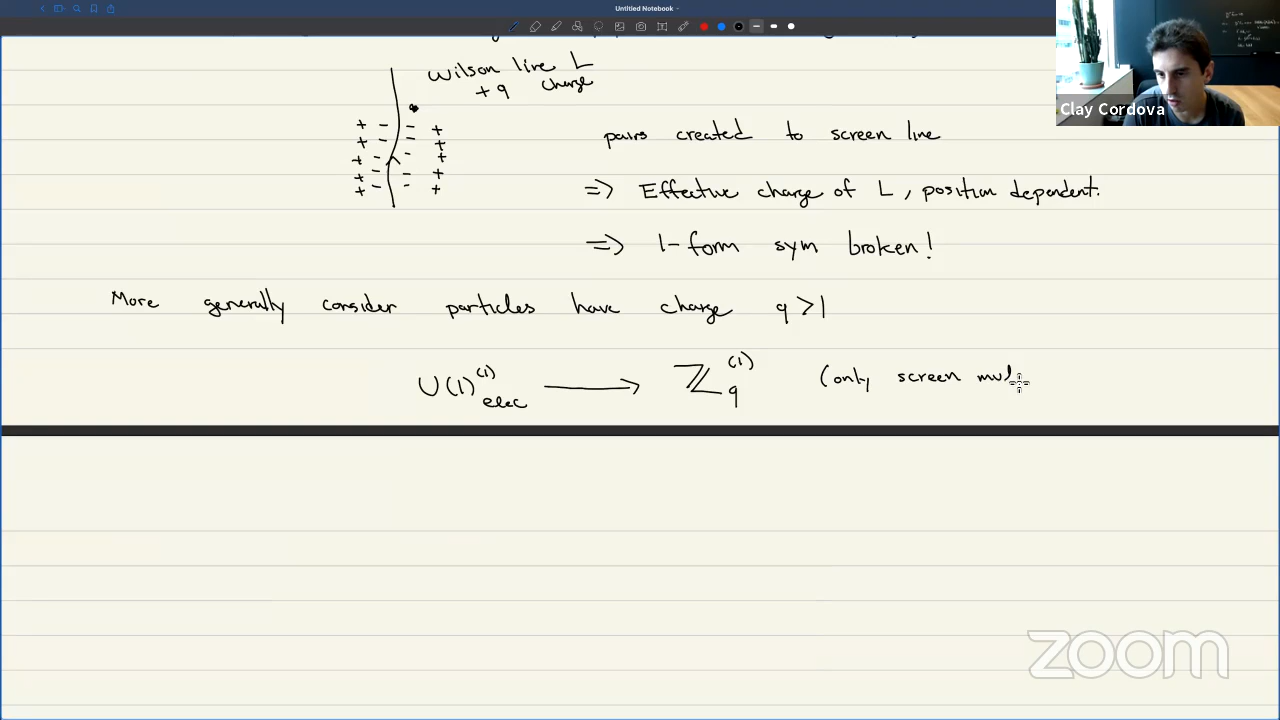 Untitled Notebook
Wilson line L
+q charge
Clay Cordova
pairs created to screen line
=> Effective charge of L, position dependent.
=> 1-form sym broken!
More generally consider particles have charge q > 1
U(1)^(1)_elec → ℤ_q^(1) (only screen mul
zoom